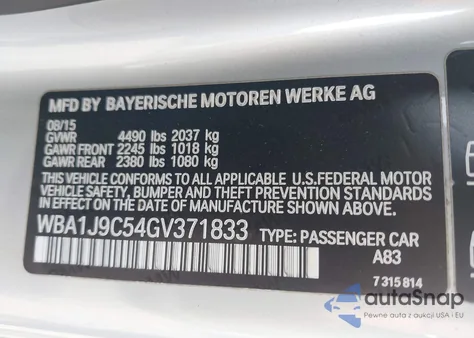 MFD BY BAYERISCHE MOTOREN WERKE AG
08/15
GVWR 4490 lbs 2037 kg
GAWR FRONT 2245 lbs 1018 kg
GAWR REAR 2380 lbs 1080 kg
THIS VEHICLE CONFORMS TO ALL APPLICABLE U.S.FEDERAL MOTOR
VEHICLE SAFETY, BUMPER AND THEFT PREVENTION STANDARDS
IN EFFECT ON THE DATE OF MANUFACTURE SHOWN ABOVE.
WBA1J9C54GV371833 TYPE: PASSENGER CAR
A83
7 315 814
autoSnap
Pewne auta z aukcji USA i EU